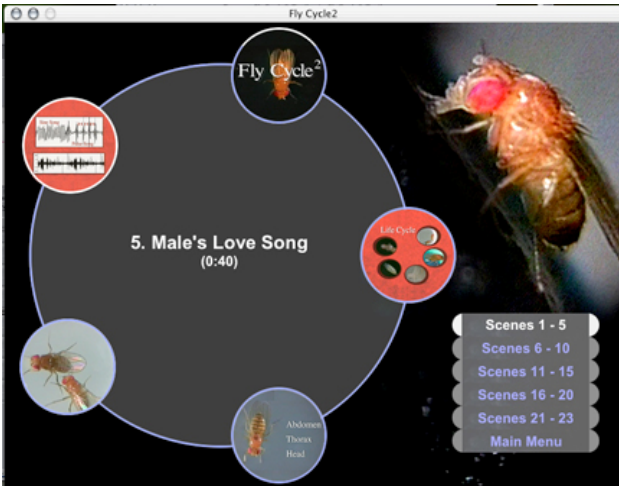 Fly Cycle2
Fly Cycle²
Life Cycle
5. Male's Love Song
(0:40)
Abdomen
Thorax
Head
Scenes 1 - 5
Scenes 6 - 10
Scenes 11 - 15
Scenes 16 - 20
Scenes 21 - 23
Main Menu